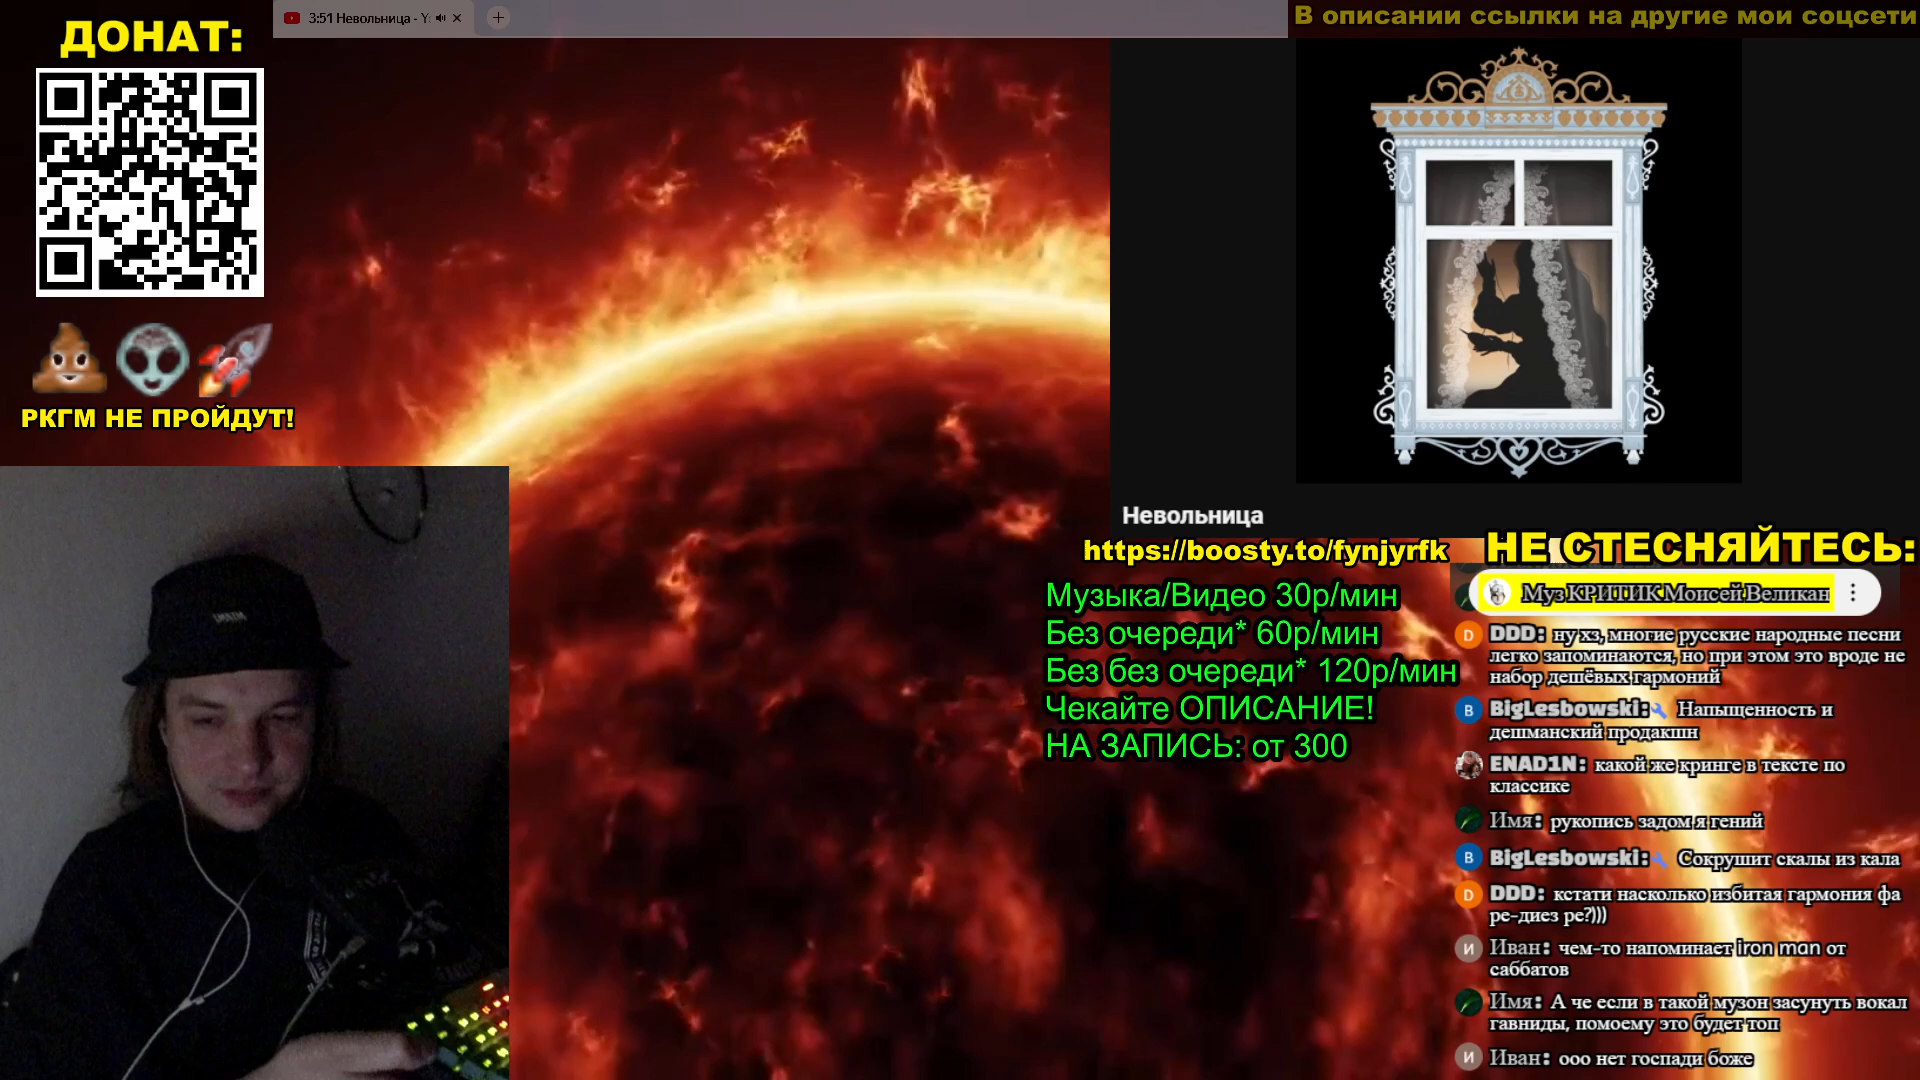 ДОНАТ:
3:51 Невольница - Y
В описании ссылки на другие мои соцсети
РКГМ НЕ ПРОЙДУТ!
Невольница
https://boosty.to/fynjyrfk
НЕ СТЕСНЯЙТЕСЬ:
Музыка/Видео 30р/мин
Без очереди* 60р/мин
Без без очереди* 120р/мин
Чекайте ОПИСАНИЕ!
НА ЗАПИСЬ: от 300
Муз КРИТИК Моисей Великан
D DDD: ну хз, многие русские народные песни
легко запоминаются, но при этом это вроде не
набор дешёвых гармоний
B BigLesbowski: Напыщенность и
дешманский продакшн
ENAD1N: какой же кринге в тексте по
классике
Имя: рукопись задом я гений
B BigLesbowski: Сокрушит скалы из кала
D DDD: кстати насколько избитая гармония фа
ре-диез ре?)))
И Иван: чем-то напоминает iron man от
саббатов
Имя: А че если в такой музон засунуть вокал
гавниды, помоему это будет топ
И Иван: ооо нет госпади боже